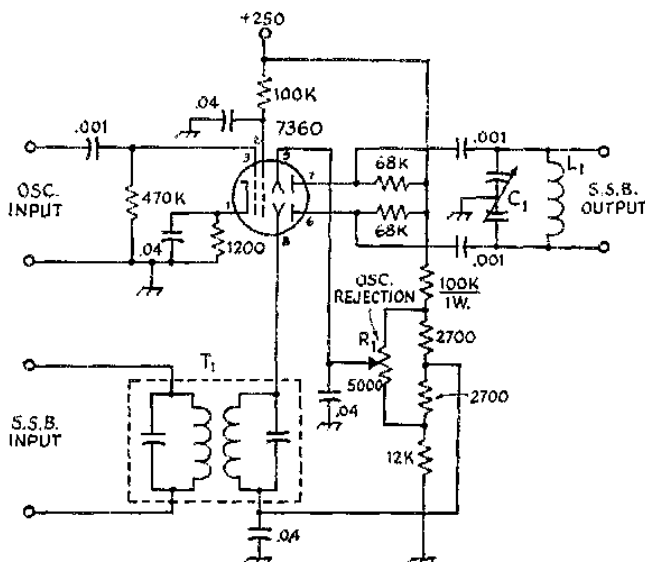 +250
100K
.04
7360
.001
2
3
5
68K
7
.001
OSC.
INPUT
470K
1
6
L1
C1
S.S.B.
OUTPUT
.04
1200
68K
8
.001
OSC.
REJECTION
100K
1W.
R1
2700
T1
S.S.B.
INPUT
5000
.04
2700
12K
.04